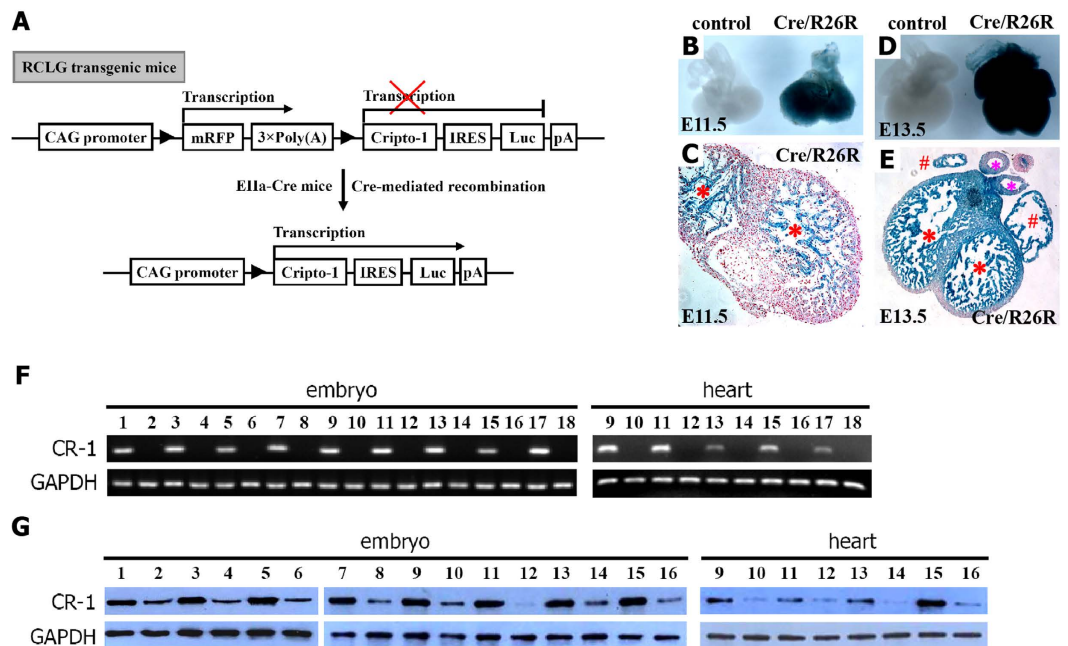 A
RCLG transgenic mice
Transcription
Transcription
CAG promoter mRFP 3×Poly(A) Cripto-1 IRES Luc pA
EIIa-Cre mice Cre-mediated recombination
Transcription
CAG promoter Cripto-1 IRES Luc pA
control Cre/R26R
B
E11.5
control Cre/R26R
D
E13.5
C
Cre/R26R
*
*
E11.5
E
#
*
*
*
#
*
*
E13.5
Cre/R26R
F
embryo heart
1 2 3 4 5 6 7 8 9 10 11 12 13 14 15 16 17 18 9 10 11 12 13 14 15 16 17 18
CR-1
GAPDH
G
embryo heart
1 2 3 4 5 6 7 8 9 10 11 12 13 14 15 16 9 10 11 12 13 14 15 16
CR-1
GAPDH